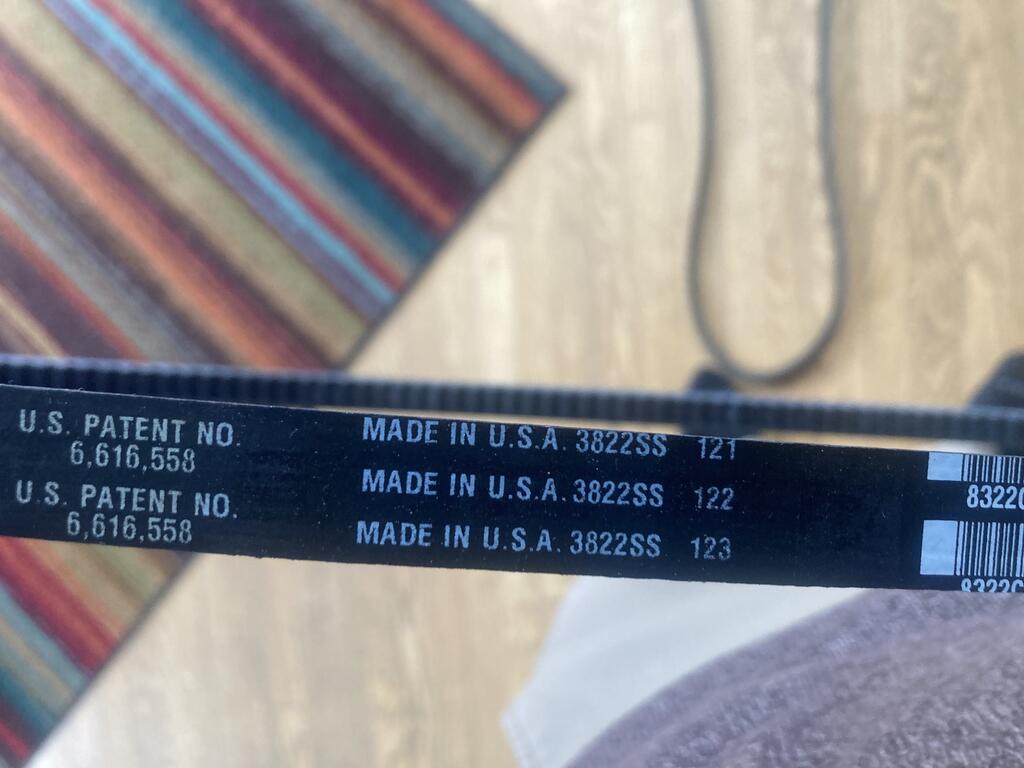 U.S. PATENT NO.
6,616,558
U.S. PATENT NO.
6,616,558
MADE IN U.S.A. 3822SS 121
MADE IN U.S.A. 3822SS 122
MADE IN U.S.A. 3822SS 123